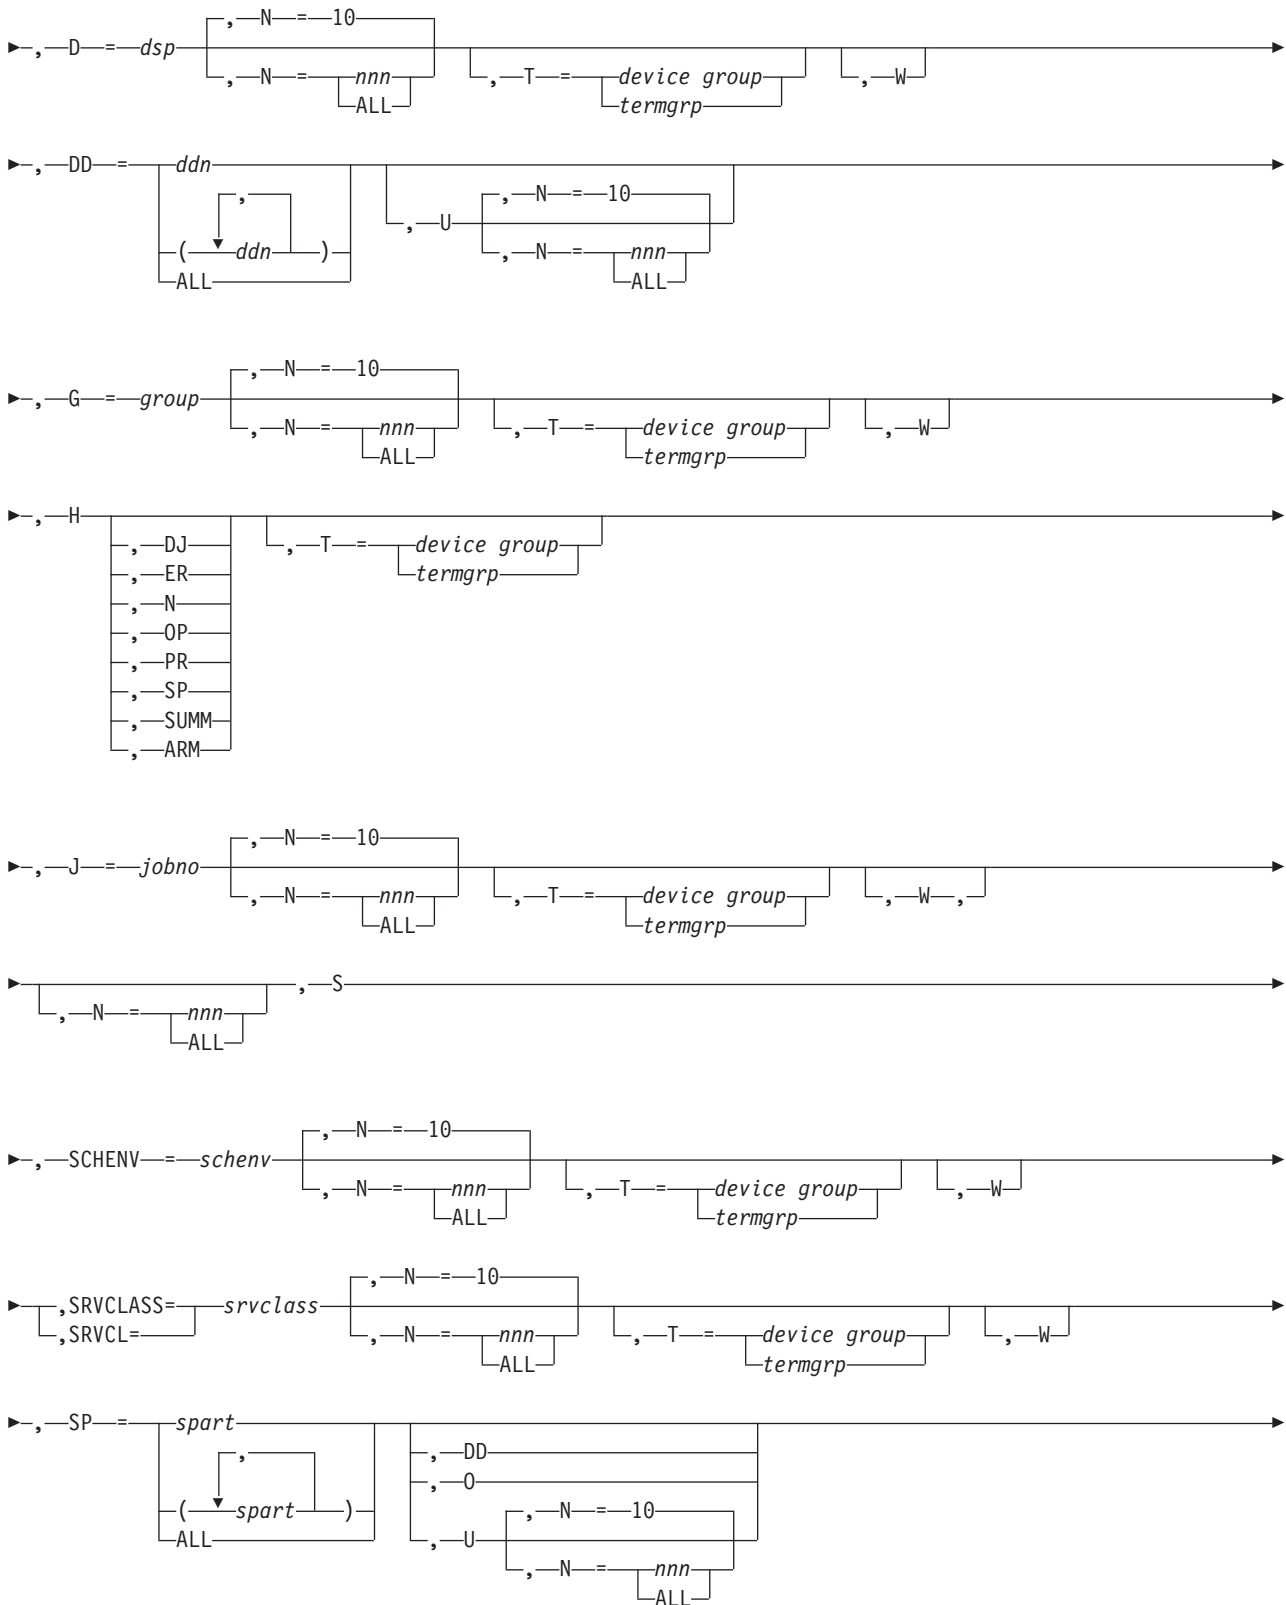 , N = 10
, D = dsp
, N = nnn , T = device group , W
ALL termgrp
, DD = ddn
, , N = 10
, U
( ddn ) , N = nnn
ALL ALL
, N = 10
, G = group
, N = nnn , T = device group , W
ALL termgrp
, H
, DJ , T = device group
, ER termgrp
, N
, OP
, PR
, SP
, SUMM
, ARM
, N = 10
, J = jobno
, N = nnn , T = device group , W ,
ALL termgrp
, S
, N = nnn
ALL
, N = 10
, SCHENV = schenv
, N = nnn , T = device group , W
ALL termgrp
, N = 10
,SRVCLASS= srvclass
,SRVCL= , N = nnn , T = device group , W
ALL termgrp
, SP = spart
, , DD
, O
( spart ) , N = 10
ALL , U
, N = nnn
ALL